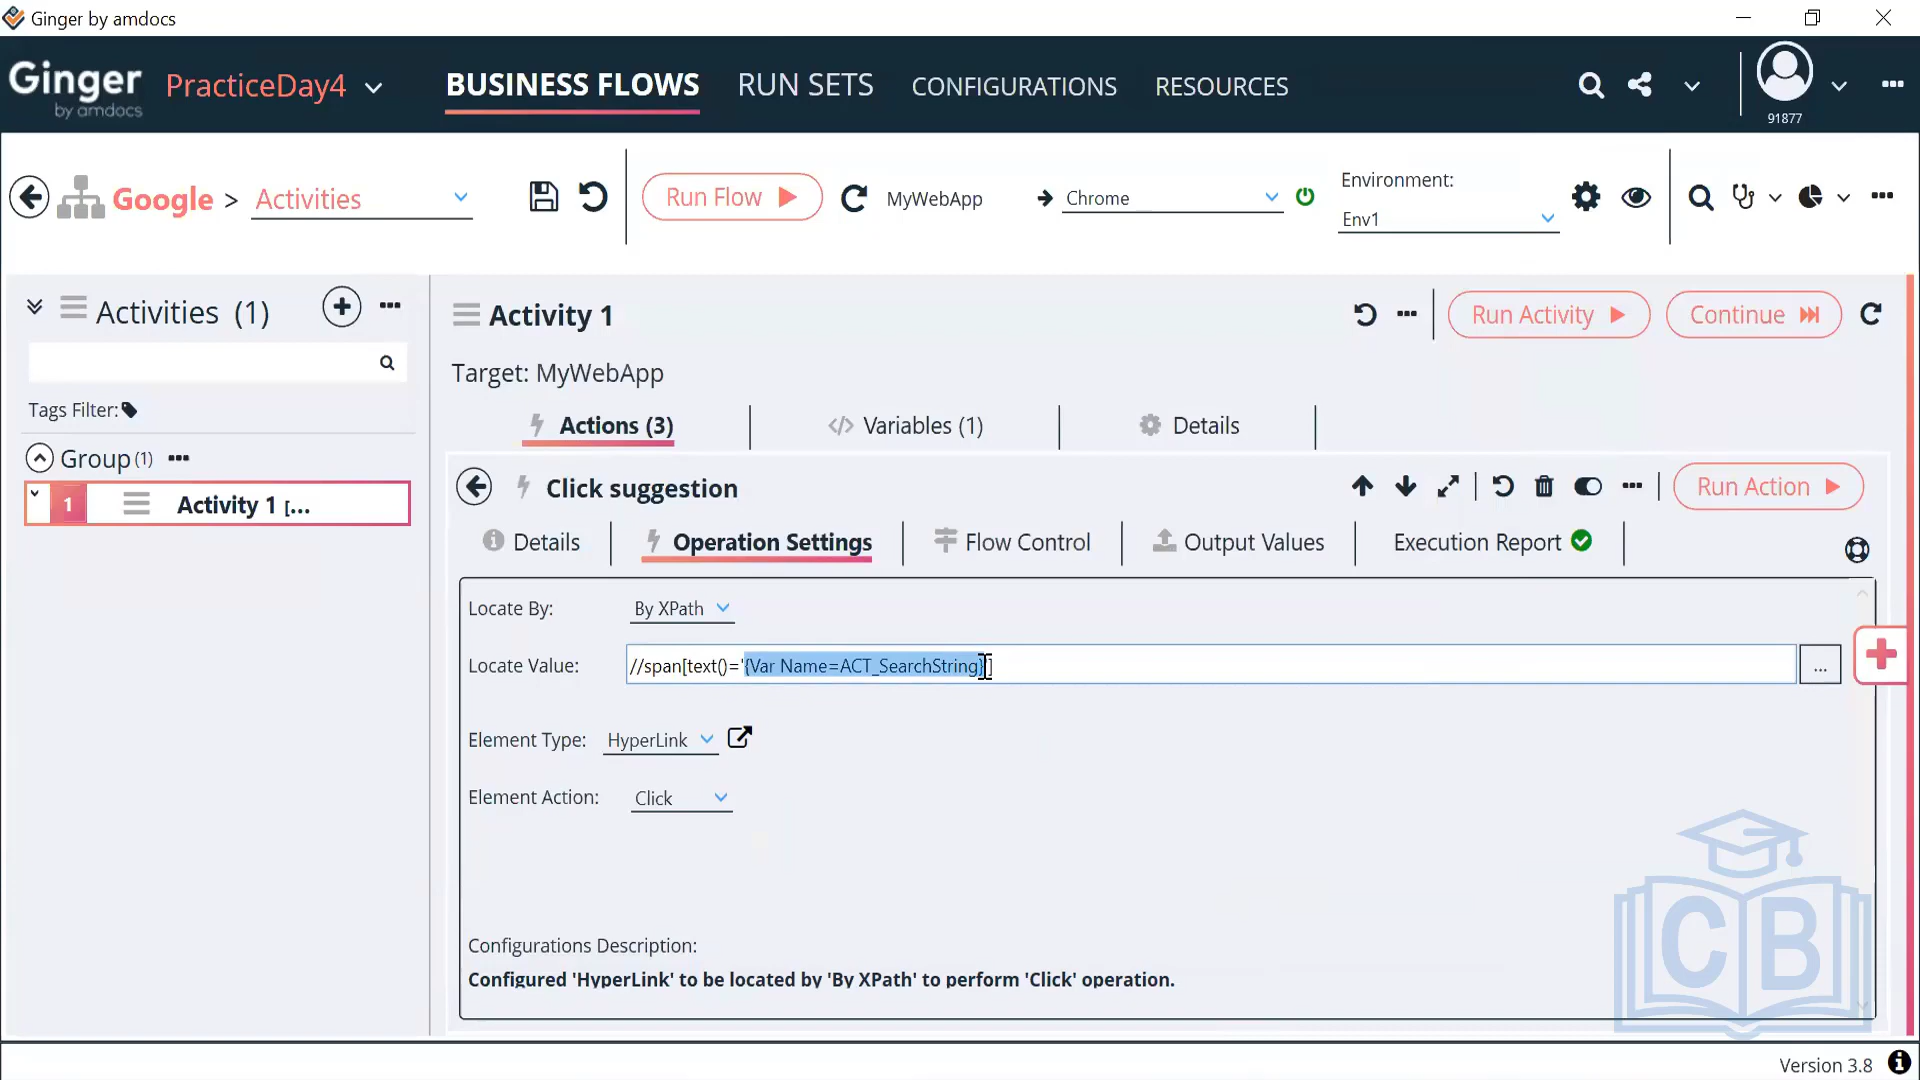 Ginger by amdocs
Ginger
by amdocs
PracticeDay4
BUSINESS FLOWS
RUN SETS
CONFIGURATIONS
RESOURCES
91877
Google > Activities
Run Flow
MyWebApp
Chrome
Environment:
Env1
Activities (1)
Tags Filter:
Group (1)
1
Activity 1 [...
Activity 1
Run Activity
Continue
Target: MyWebApp
Actions (3)
Variables (1)
Details
Click suggestion
Run Action
Details
Operation Settings
Flow Control
Output Values
Execution Report
Locate By:
By XPath
Locate Value:
//span[text()='{Var Name=ACT_SearchString}']
...
Element Type:
HyperLink
Element Action:
Click
Configurations Description:
Configured 'HyperLink' to be located by 'By XPath' to perform 'Click' operation.
CB
Version 3.8